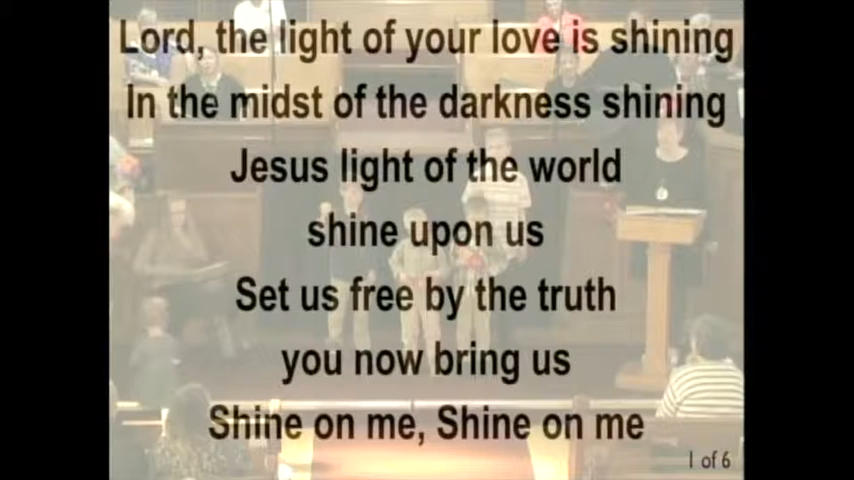 Lord, the light of your love is shining
In the midst of the darkness shining
Jesus light of the world
shine upon us
Set us free by the truth
you now bring us
Shine on me, Shine on me
1 of 6